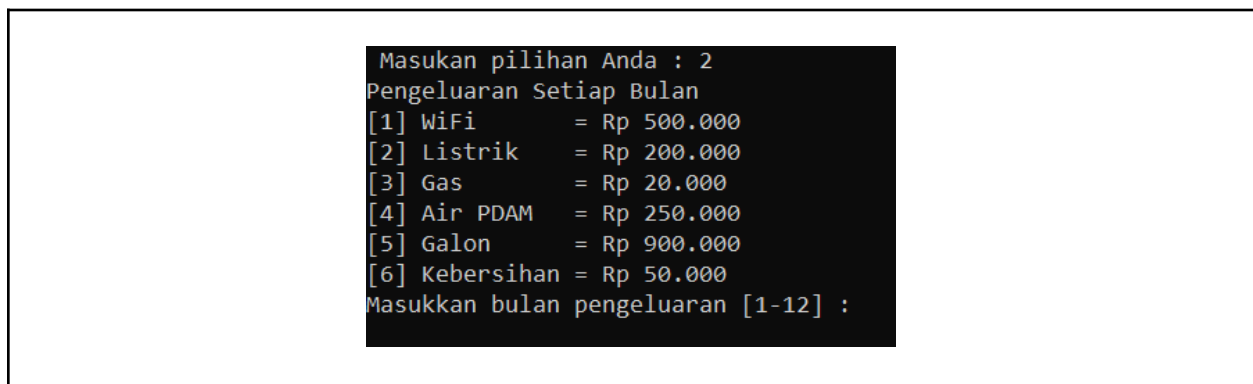 Masukan pilihan Anda : 2
Pengeluaran Setiap Bulan
[1] WiFi       = Rp 500.000
[2] Listrik    = Rp 200.000
[3] Gas        = Rp 20.000
[4] Air PDAM   = Rp 250.000
[5] Galon      = Rp 900.000
[6] Kebersihan = Rp 50.000
Masukkan bulan pengeluaran [1-12] :